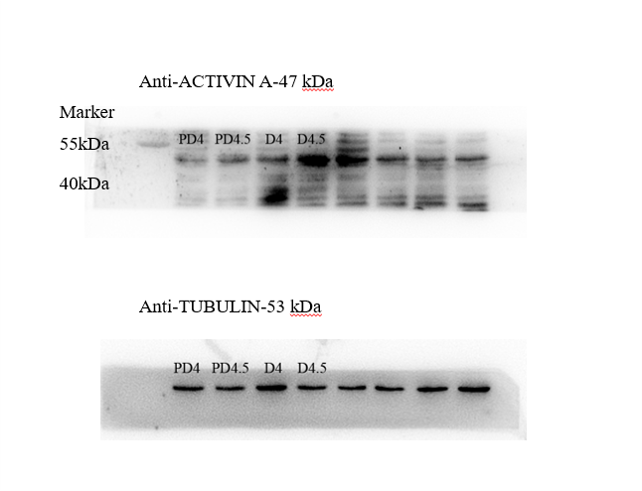 Anti-ACTIVIN A-47 kDa
Marker
55kDa
PD4 PD4.5 D4 D4.5
40kDa
Anti-TUBULIN-53 kDa
PD4 PD4.5 D4 D4.5